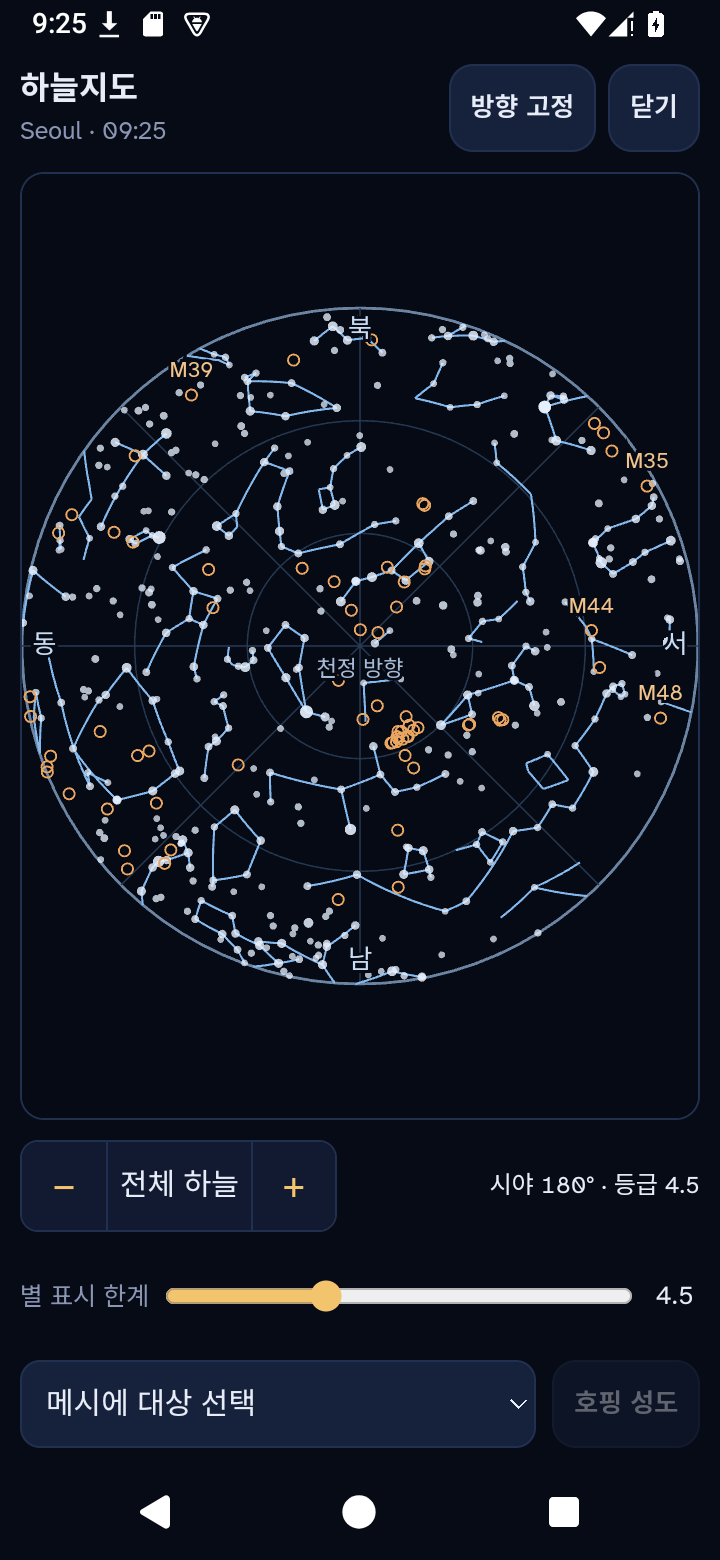 9:25
하늘지도
Seoul · 09:25
방향 고정
닫기
북
M39
M35
M44
동
서
천정 방향
M48
남
−
전체 하늘
+
시야 180° · 등급 4.5
별 표시 한계
4.5
메시에 대상 선택
호핑 성도